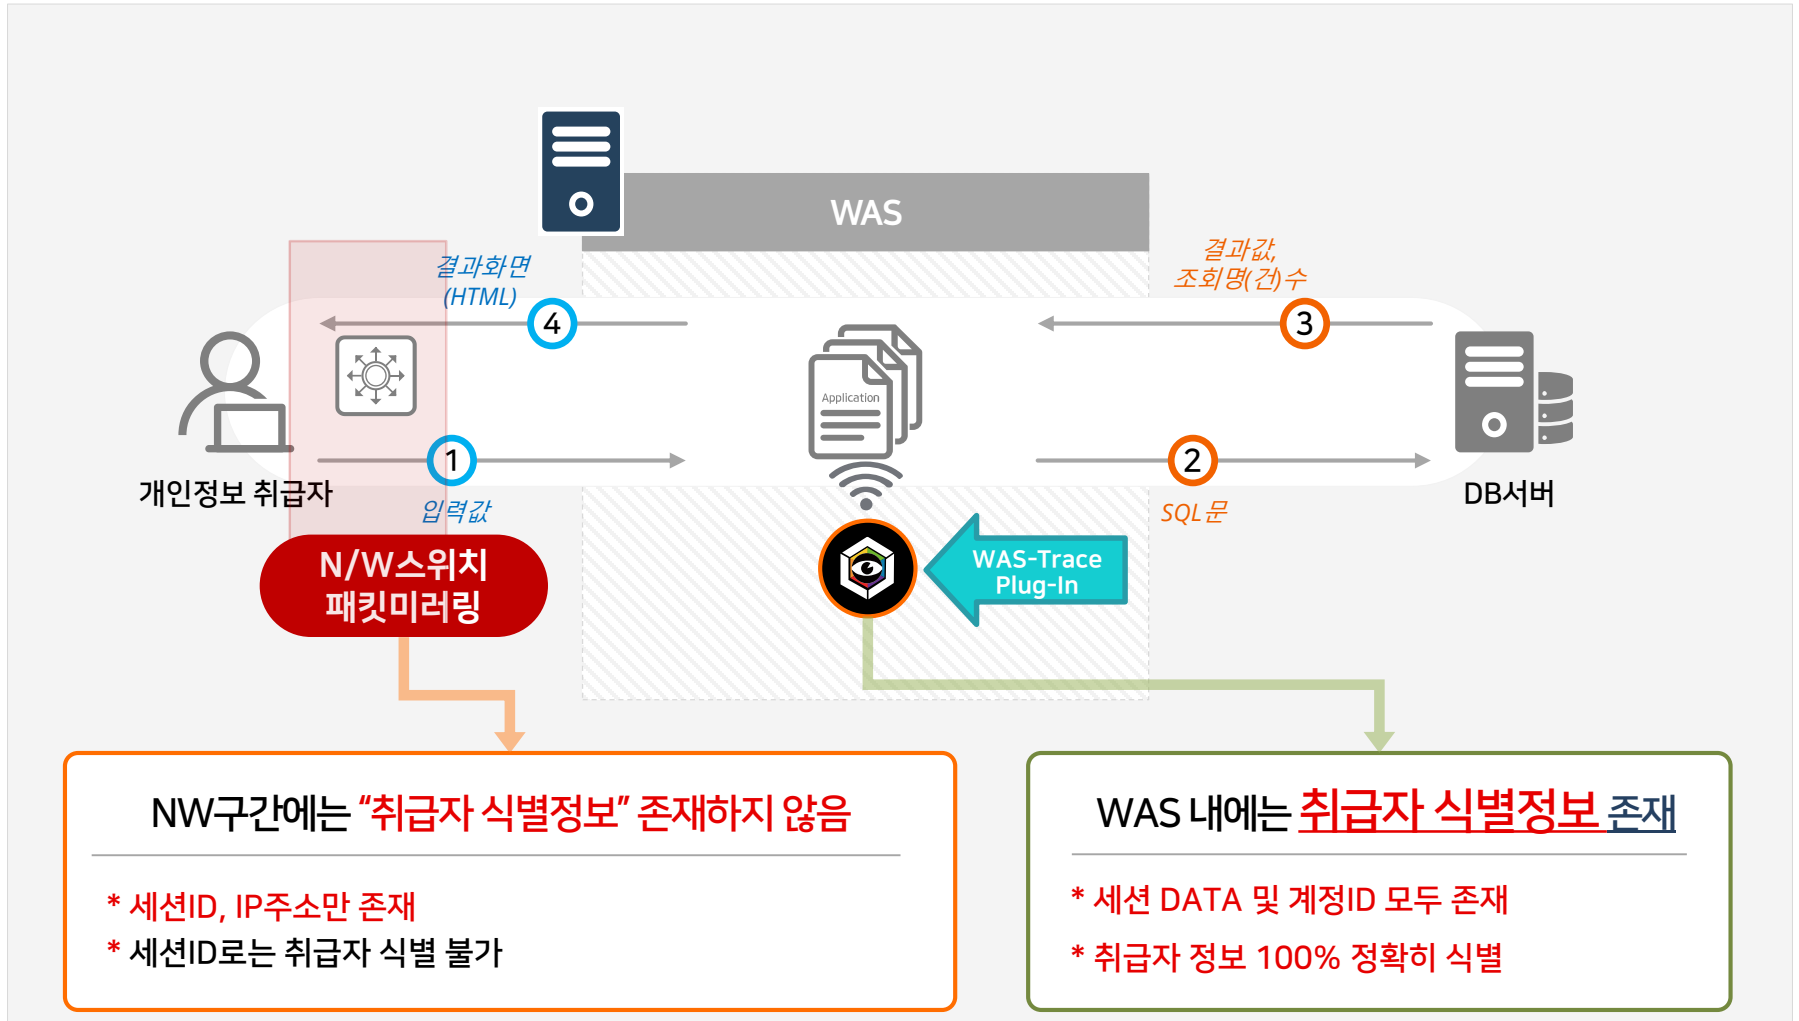 WAS
결과화면
(HTML)
4
결과값,
조회명(건)수
3
Application
1
2
개인정보 취급자
입력값
SQL문
DB서버
N/W스위치
패킷미러링
WAS-Trace
Plug-In
NW구간에는 “취급자 식별정보” 존재하지 않음
* 세션ID, IP주소만 존재
* 세션ID로는 취급자 식별 불가
WAS 내에는 취급자 식별정보 존재
* 세션 DATA 및 계정ID 모두 존재
* 취급자 정보 100% 정확히 식별